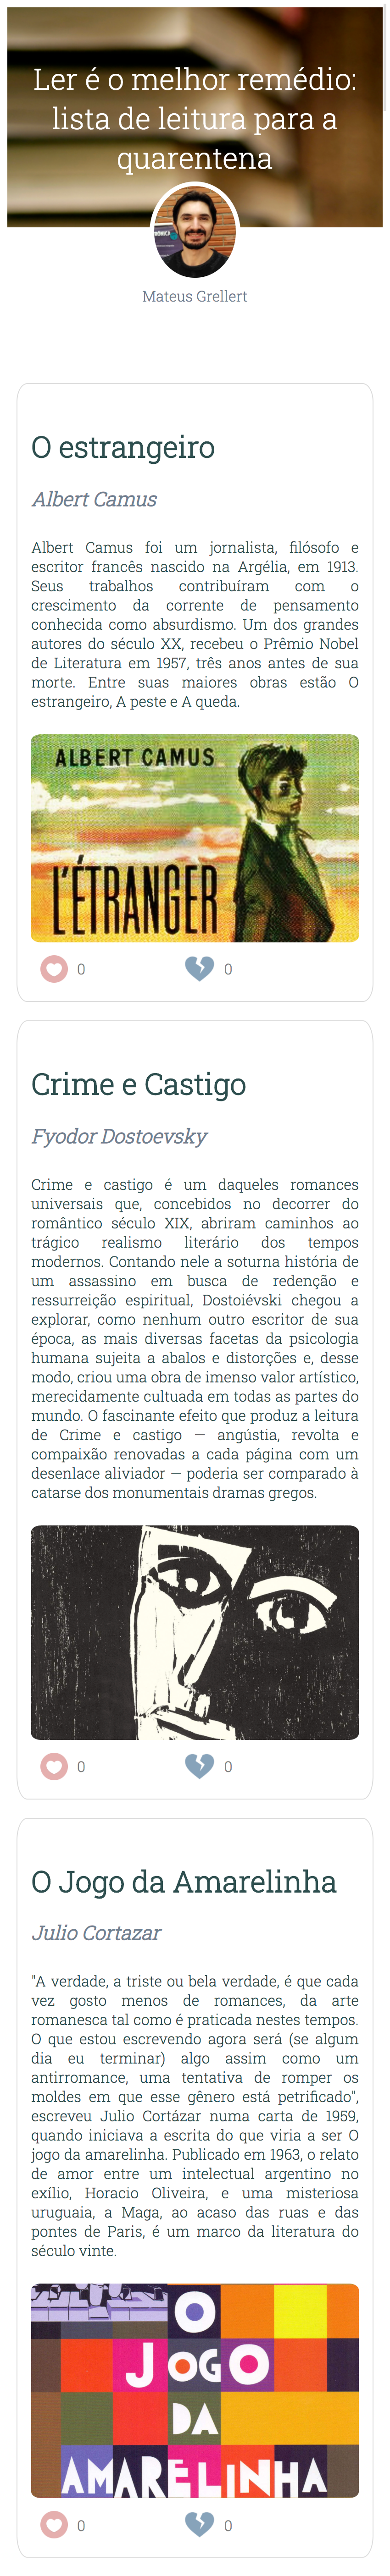 Ler é o melhor remédio:
lista de leitura para a
quarentena
Mateus Grellert
O estrangeiro
Albert Camus
Albert Camus foi um jornalista, filósofo e
escritor francês nascido na Argélia, em 1913.
Seus trabalhos contribuíram com o
crescimento da corrente de pensamento
conhecida como absurdismo. Um dos grandes
autores do século XX, recebeu o Prêmio Nobel
de Literatura em 1957, três anos antes de sua
morte. Entre suas maiores obras estão O
estrangeiro, A peste e A queda.
ALBERT CAMUS
L'ÉTRANGER
0 0
Crime e Castigo
Fyodor Dostoevsky
Crime e castigo é um daqueles romances
universais que, concebidos no decorrer do
romântico século XIX, abriram caminhos ao
trágico realismo literário dos tempos
modernos. Contando nele a soturna história de
um assassino em busca de redenção e
ressurreição espiritual, Dostoiévski chegou a
explorar, como nenhum outro escritor de sua
época, as mais diversas facetas da psicologia
humana sujeita a abalos e distorções e, desse
modo, criou uma obra de imenso valor artístico,
merecidamente cultuada em todas as partes do
mundo. O fascinante efeito que produz a leitura
de Crime e castigo — angústia, revolta e
compaixão renovadas a cada página com um
desenlace aliviador — poderia ser comparado à
catarse dos monumentais dramas gregos.
0 0
O Jogo da Amarelinha
Julio Cortazar
"A verdade, a triste ou bela verdade, é que cada
vez gosto menos de romances, da arte
romanesca tal como é praticada nestes tempos.
O que estou escrevendo agora será (se algum
dia eu terminar) algo assim como um
antirromance, uma tentativa de romper os
moldes em que esse gênero está petrificado",
escreveu Julio Cortázar numa carta de 1959,
quando iniciava a escrita do que viria a ser O
jogo da amarelinha. Publicado em 1963, o relato
de amor entre um intelectual argentino no
exílio, Horacio Oliveira, e uma misteriosa
uruguaia, a Maga, ao acaso das ruas e das
pontes de Paris, é um marco da literatura do
século vinte.
O
JOGO
DA
AMARELINHA
0 0